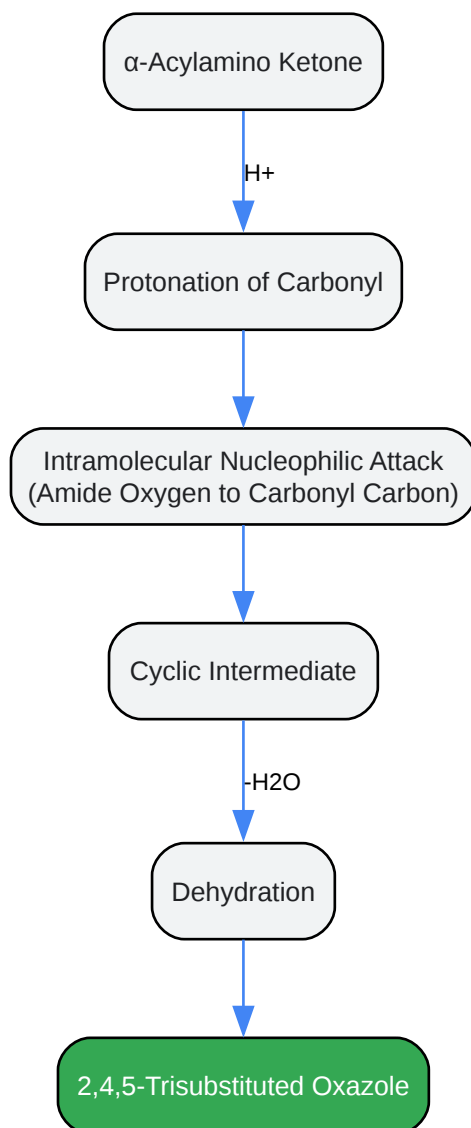 α-Acylamino Ketone
H+
Protonation of Carbonyl
Intramolecular Nucleophilic Attack
(Amide Oxygen to Carbonyl Carbon)
Cyclic Intermediate
-H2O
Dehydration
2,4,5-Trisubstituted Oxazole